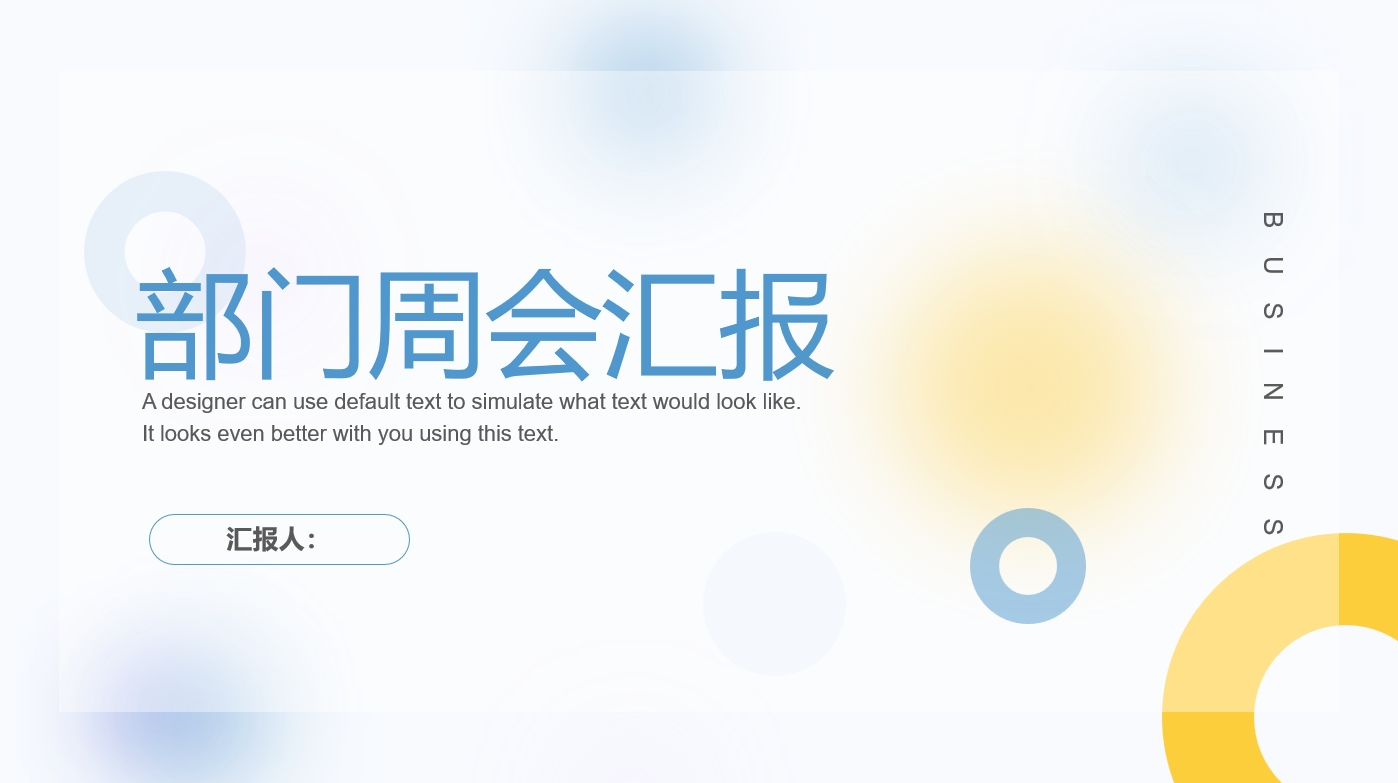 部门周会汇报
A designer can use default text to simulate what text would look like.
It looks even better with you using this text.
汇报人：
BUSINESS